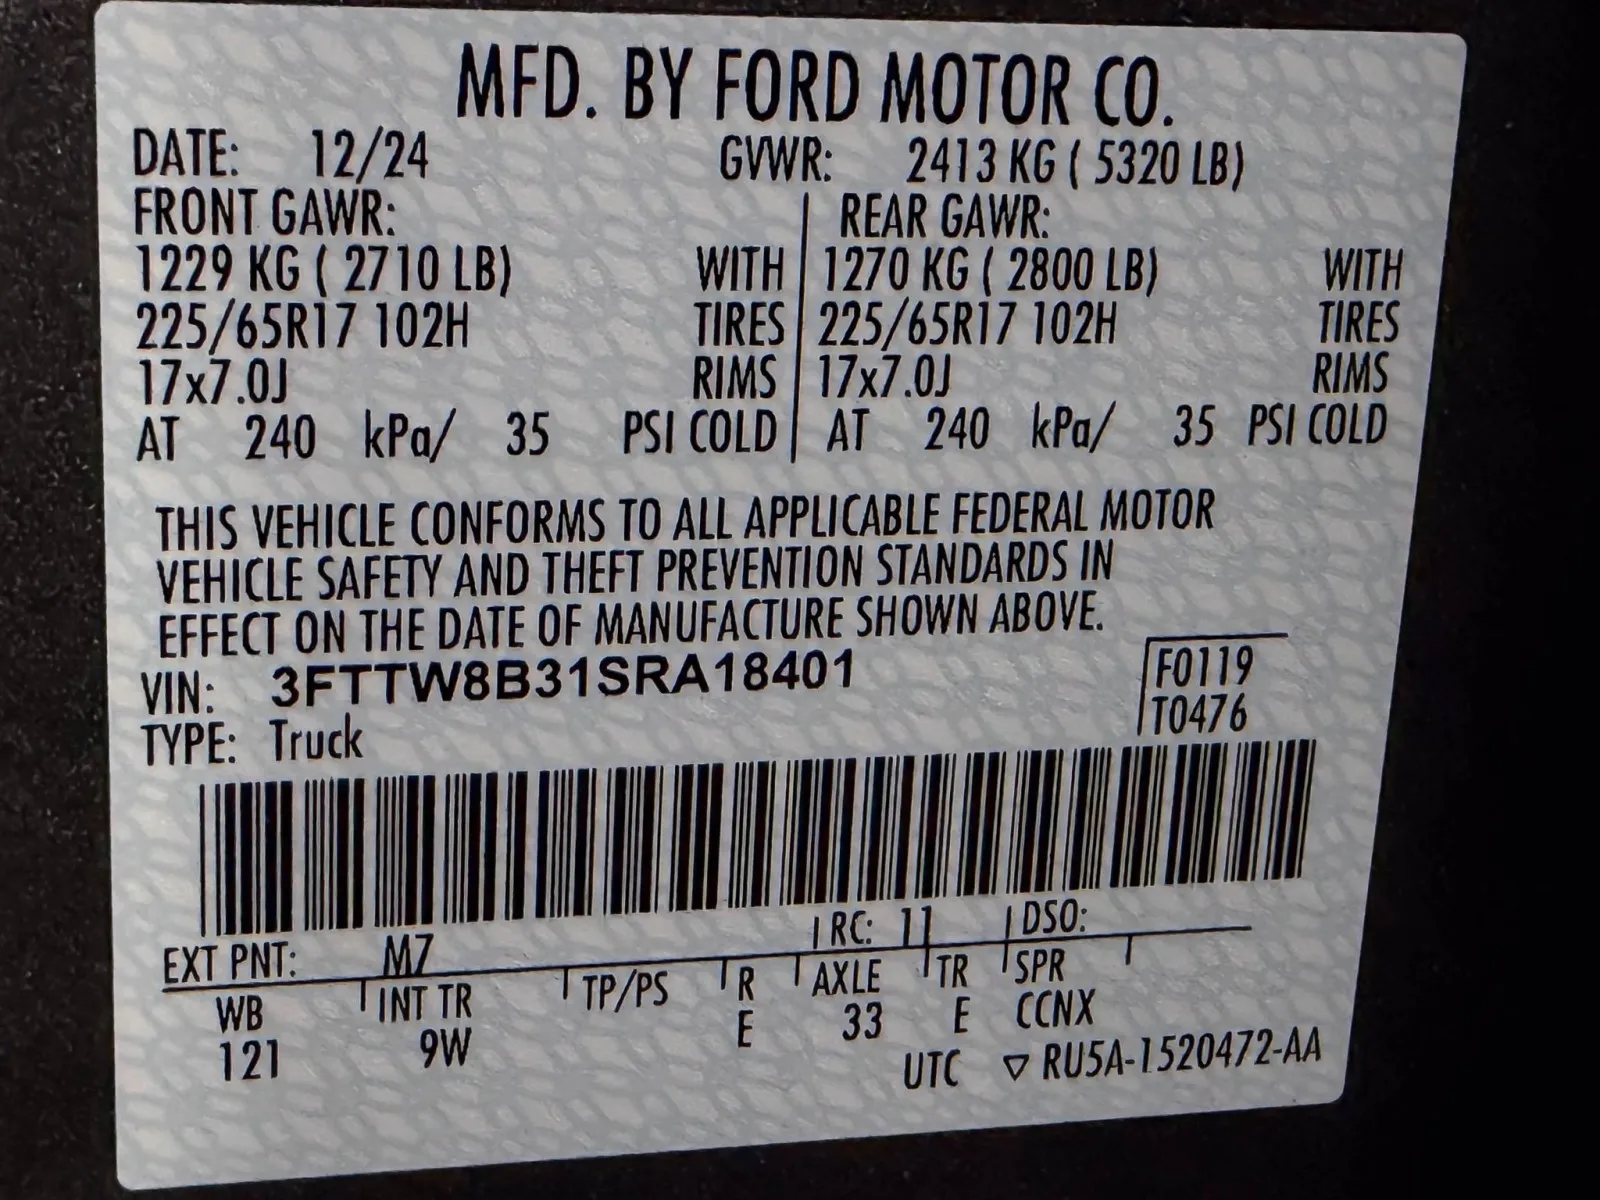 MFD. BY FORD MOTOR CO.
DATE: 12/24 GVWR: 2413 KG ( 5320 LB)
FRONT GAWR: REAR GAWR:
1229 KG ( 2710 LB) WITH 1270 KG ( 2800 LB) WITH
225/65R17 102H TIRES 225/65R17 102H TIRES
17x7.0J RIMS 17x7.0J RIMS
AT 240 kPa/ 35 PSI COLD AT 240 kPa/ 35 PSI COLD
THIS VEHICLE CONFORMS TO ALL APPLICABLE FEDERAL MOTOR
VEHICLE SAFETY AND THEFT PREVENTION STANDARDS IN
EFFECT ON THE DATE OF MANUFACTURE SHOWN ABOVE.
VIN: 3FTTW8B31SRA18401 F0119
TYPE: Truck T0476
EXT PNT: M7 RC: 11 DSO:
WB INT TR TP/PS R AXLE TR SPR
121 9W E 33 E CCNX
UTC ▽ RU5A-1520472-AA